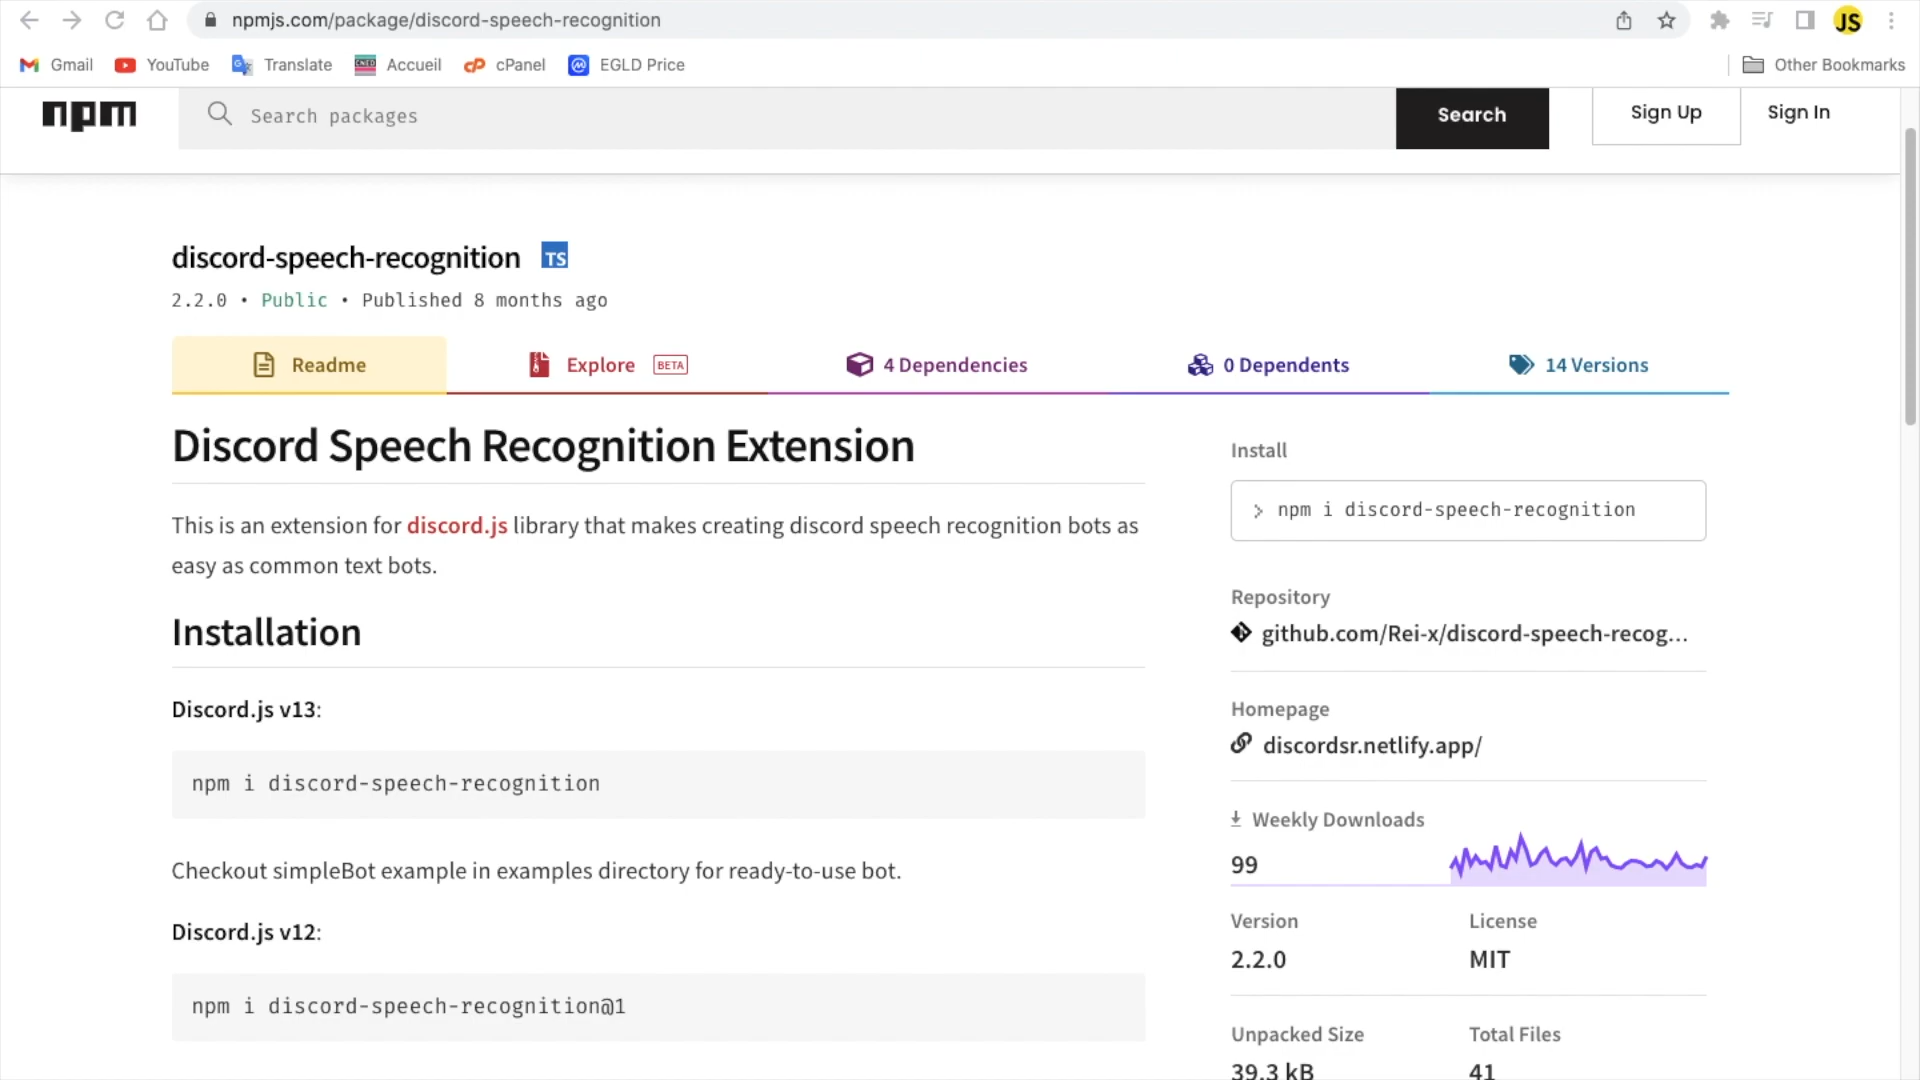 npmjs.com/package/discord-speech-recognition
JS
Gmail
YouTube
Translate
CNED
Accueil
cP
cPanel
EGLD Price
Other Bookmarks
npm
Search packages
Search
Sign Up
Sign In
discord-speech-recognition TS
2.2.0 • Public • Published 8 months ago
Readme
Explore BETA
4 Dependencies
0 Dependents
14 Versions
Discord Speech Recognition Extension
This is an extension for discord.js library that makes creating discord speech recognition bots as
easy as common text bots.
Installation
Discord.js v13:
npm i discord-speech-recognition
Checkout simpleBot example in examples directory for ready-to-use bot.
Discord.js v12:
npm i discord-speech-recognition@1
Install
> npm i discord-speech-recognition
Repository
github.com/Rei-x/discord-speech-recog...
Homepage
discordsr.netlify.app/
Weekly Downloads
99
Version
2.2.0
License
MIT
Unpacked Size
39.3 kB
Total Files
41